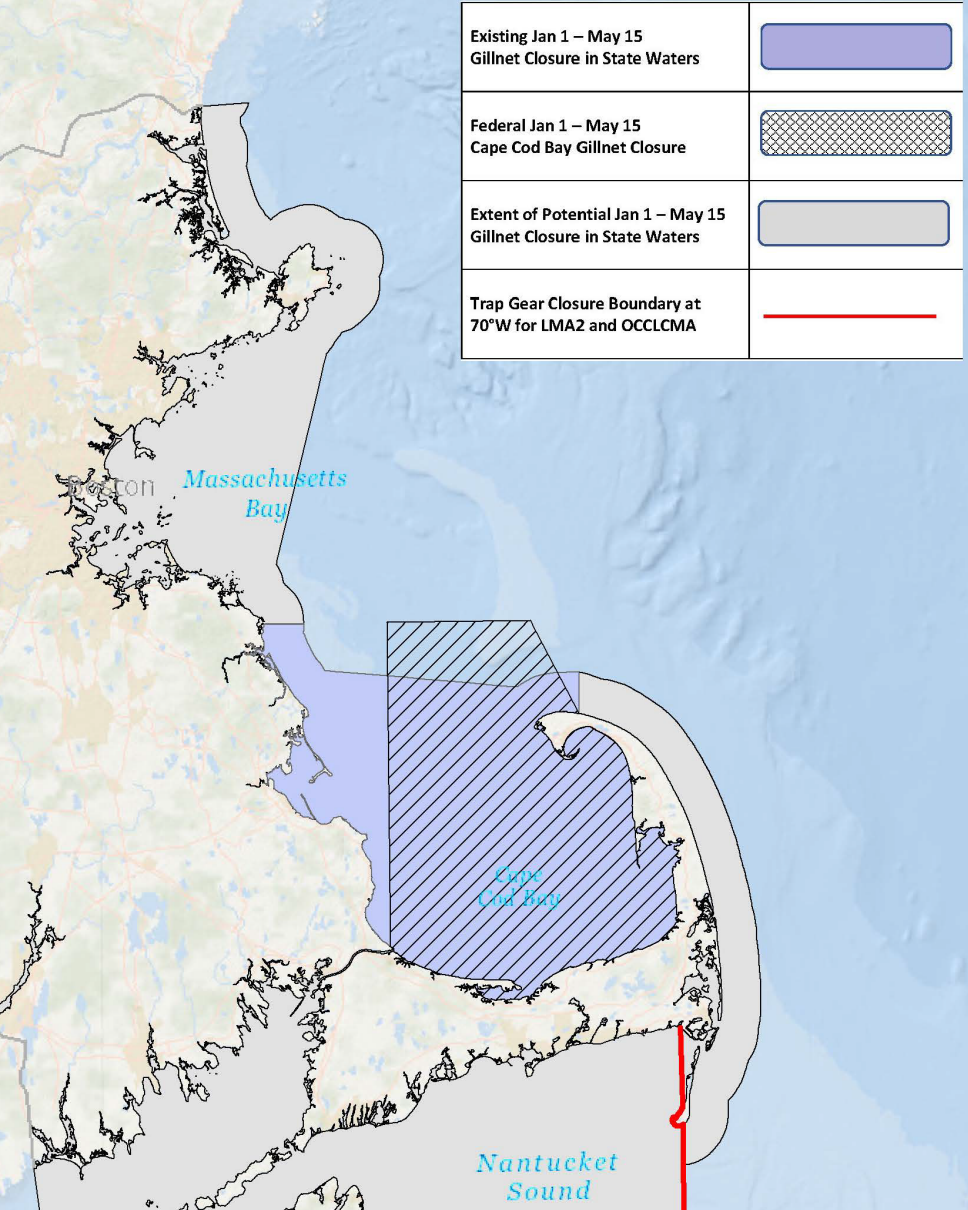 Existing Jan 1 – May 15
Gillnet Closure in State Waters
Federal Jan 1 – May 15
Cape Cod Bay Gillnet Closure
Extent of Potential Jan 1 – May 15
Gillnet Closure in State Waters
Trap Gear Closure Boundary at
70°W for LMA2 and OCCLCMA
Massachusetts
Bay
Boston
Cape
Cod Bay
Nantucket
Sound